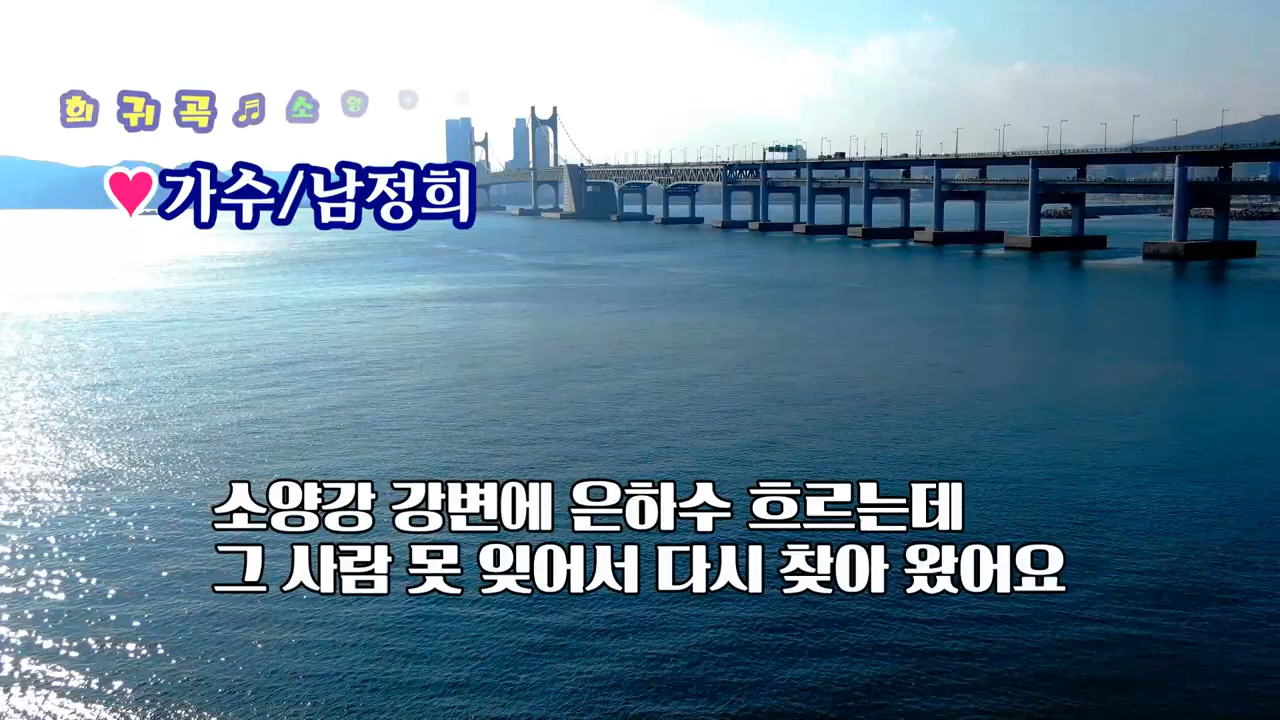 희귀곡♬소양
♥가수/남정희
소양강 강변에 은하수 흐르는데
그 사람 못 잊어서 다시 찾아 왔어요